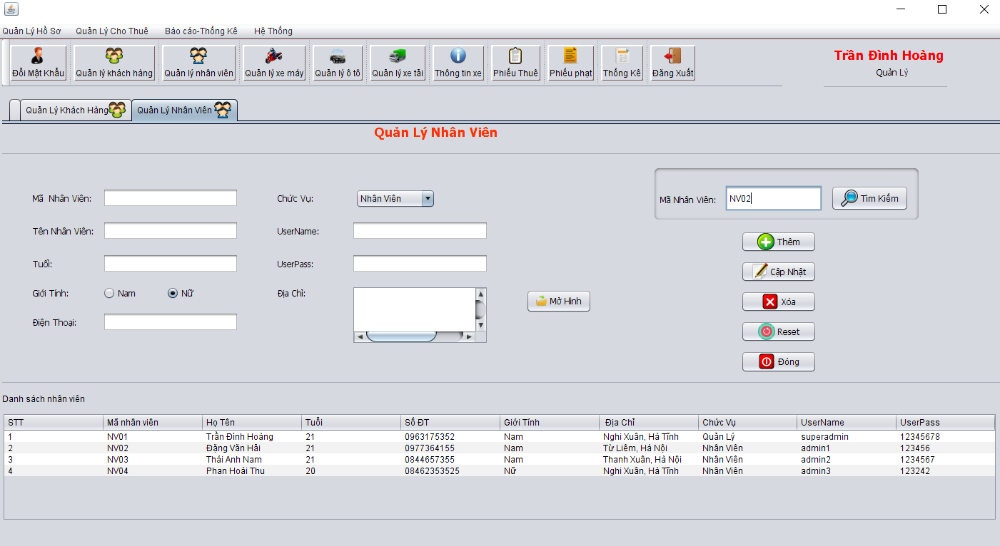 Quản Lý Hồ Sơ Quản Lý Cho Thuê Báo cáo-Thống Kê Hệ Thống
Đổi Mật Khẩu Quản lý khách hàng Quản lý nhân viên Quản lý xe máy Quản lý ô tô Quản lý xe tải Thông tin xe Phiếu Thuê Phiếu phạt Thống Kê Đăng Xuất
Trần Đình Hoàng
Quản Lý
Quản Lý Khách Hàng Quản Lý Nhân Viên
Quản Lý Nhân Viên
Mã Nhân Viên: Chức Vụ: Nhân Viên
Mã Nhân Viên: NV02 Tìm Kiếm
Tên Nhân Viên: UserName:
Thêm
Tuổi: UserPass:
Cập Nhật
Giới Tính: Nam Nữ Địa Chỉ:
Mở Hình Xóa
Điện Thoại:
Reset
Đóng
Danh sách nhân viên
STT Mã nhân viên Họ Tên Tuổi Số ĐT Giới Tính Địa Chỉ Chức Vụ UserName UserPass
1 NV01 Trần Đình Hoàng 21 0963175352 Nam Nghi Xuân, Hà Tĩnh Quản Lý superadmin 12345678
2 NV02 Đặng Văn Hải 21 0977364155 Nam Từ Liêm, Hà Nội Nhân Viên admin1 123456
3 NV03 Thái Anh Nam 21 0844657355 Nam Thanh Xuân, Hà Nội Nhân Viên admin2 1234567
4 NV04 Phan Hoài Thu 20 08462353525 Nữ Nghi Xuân, Hà Tĩnh Nhân Viên admin3 123242